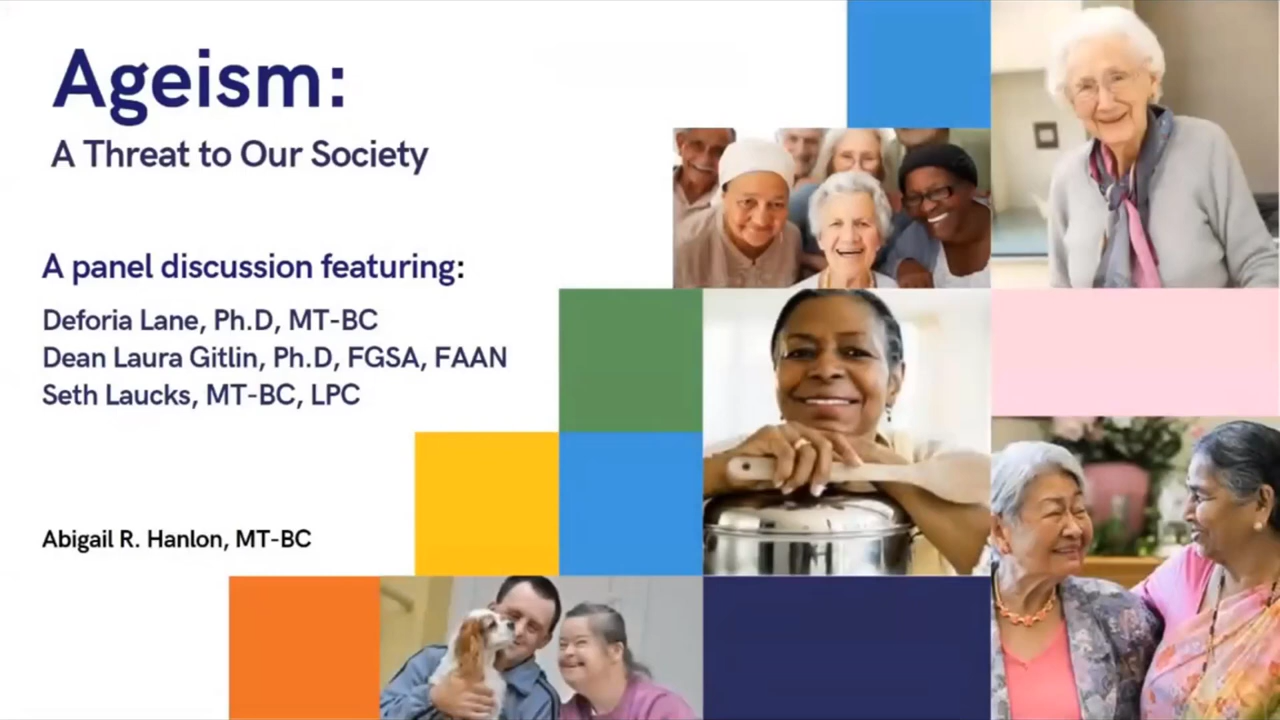 Ageism:
A Threat to Our Society
A panel discussion featuring:
Deforia Lane, Ph.D, MT-BC
Dean Laura Gitlin, Ph.D, FGSA, FAAN
Seth Laucks, MT-BC, LPC
Abigail R. Hanlon, MT-BC